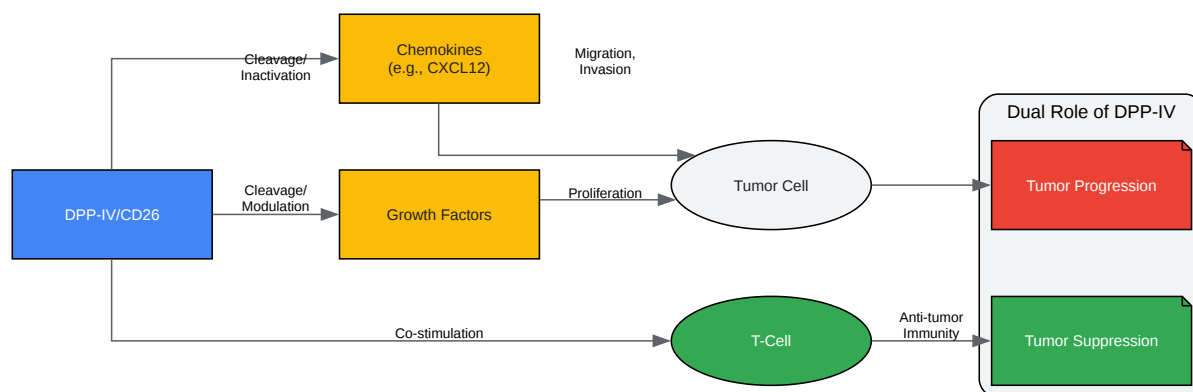 Cleavage/
Inactivation
Chemokines
(e.g., CXCL12)
Migration,
Invasion
Dual Role of DPP-IV
DPP-IV/CD26
Cleavage/
Modulation
Growth Factors
Proliferation
Tumor Cell
Tumor Progression
Co-stimulation
T-Cell
Anti-tumor
Immunity
Tumor Suppression